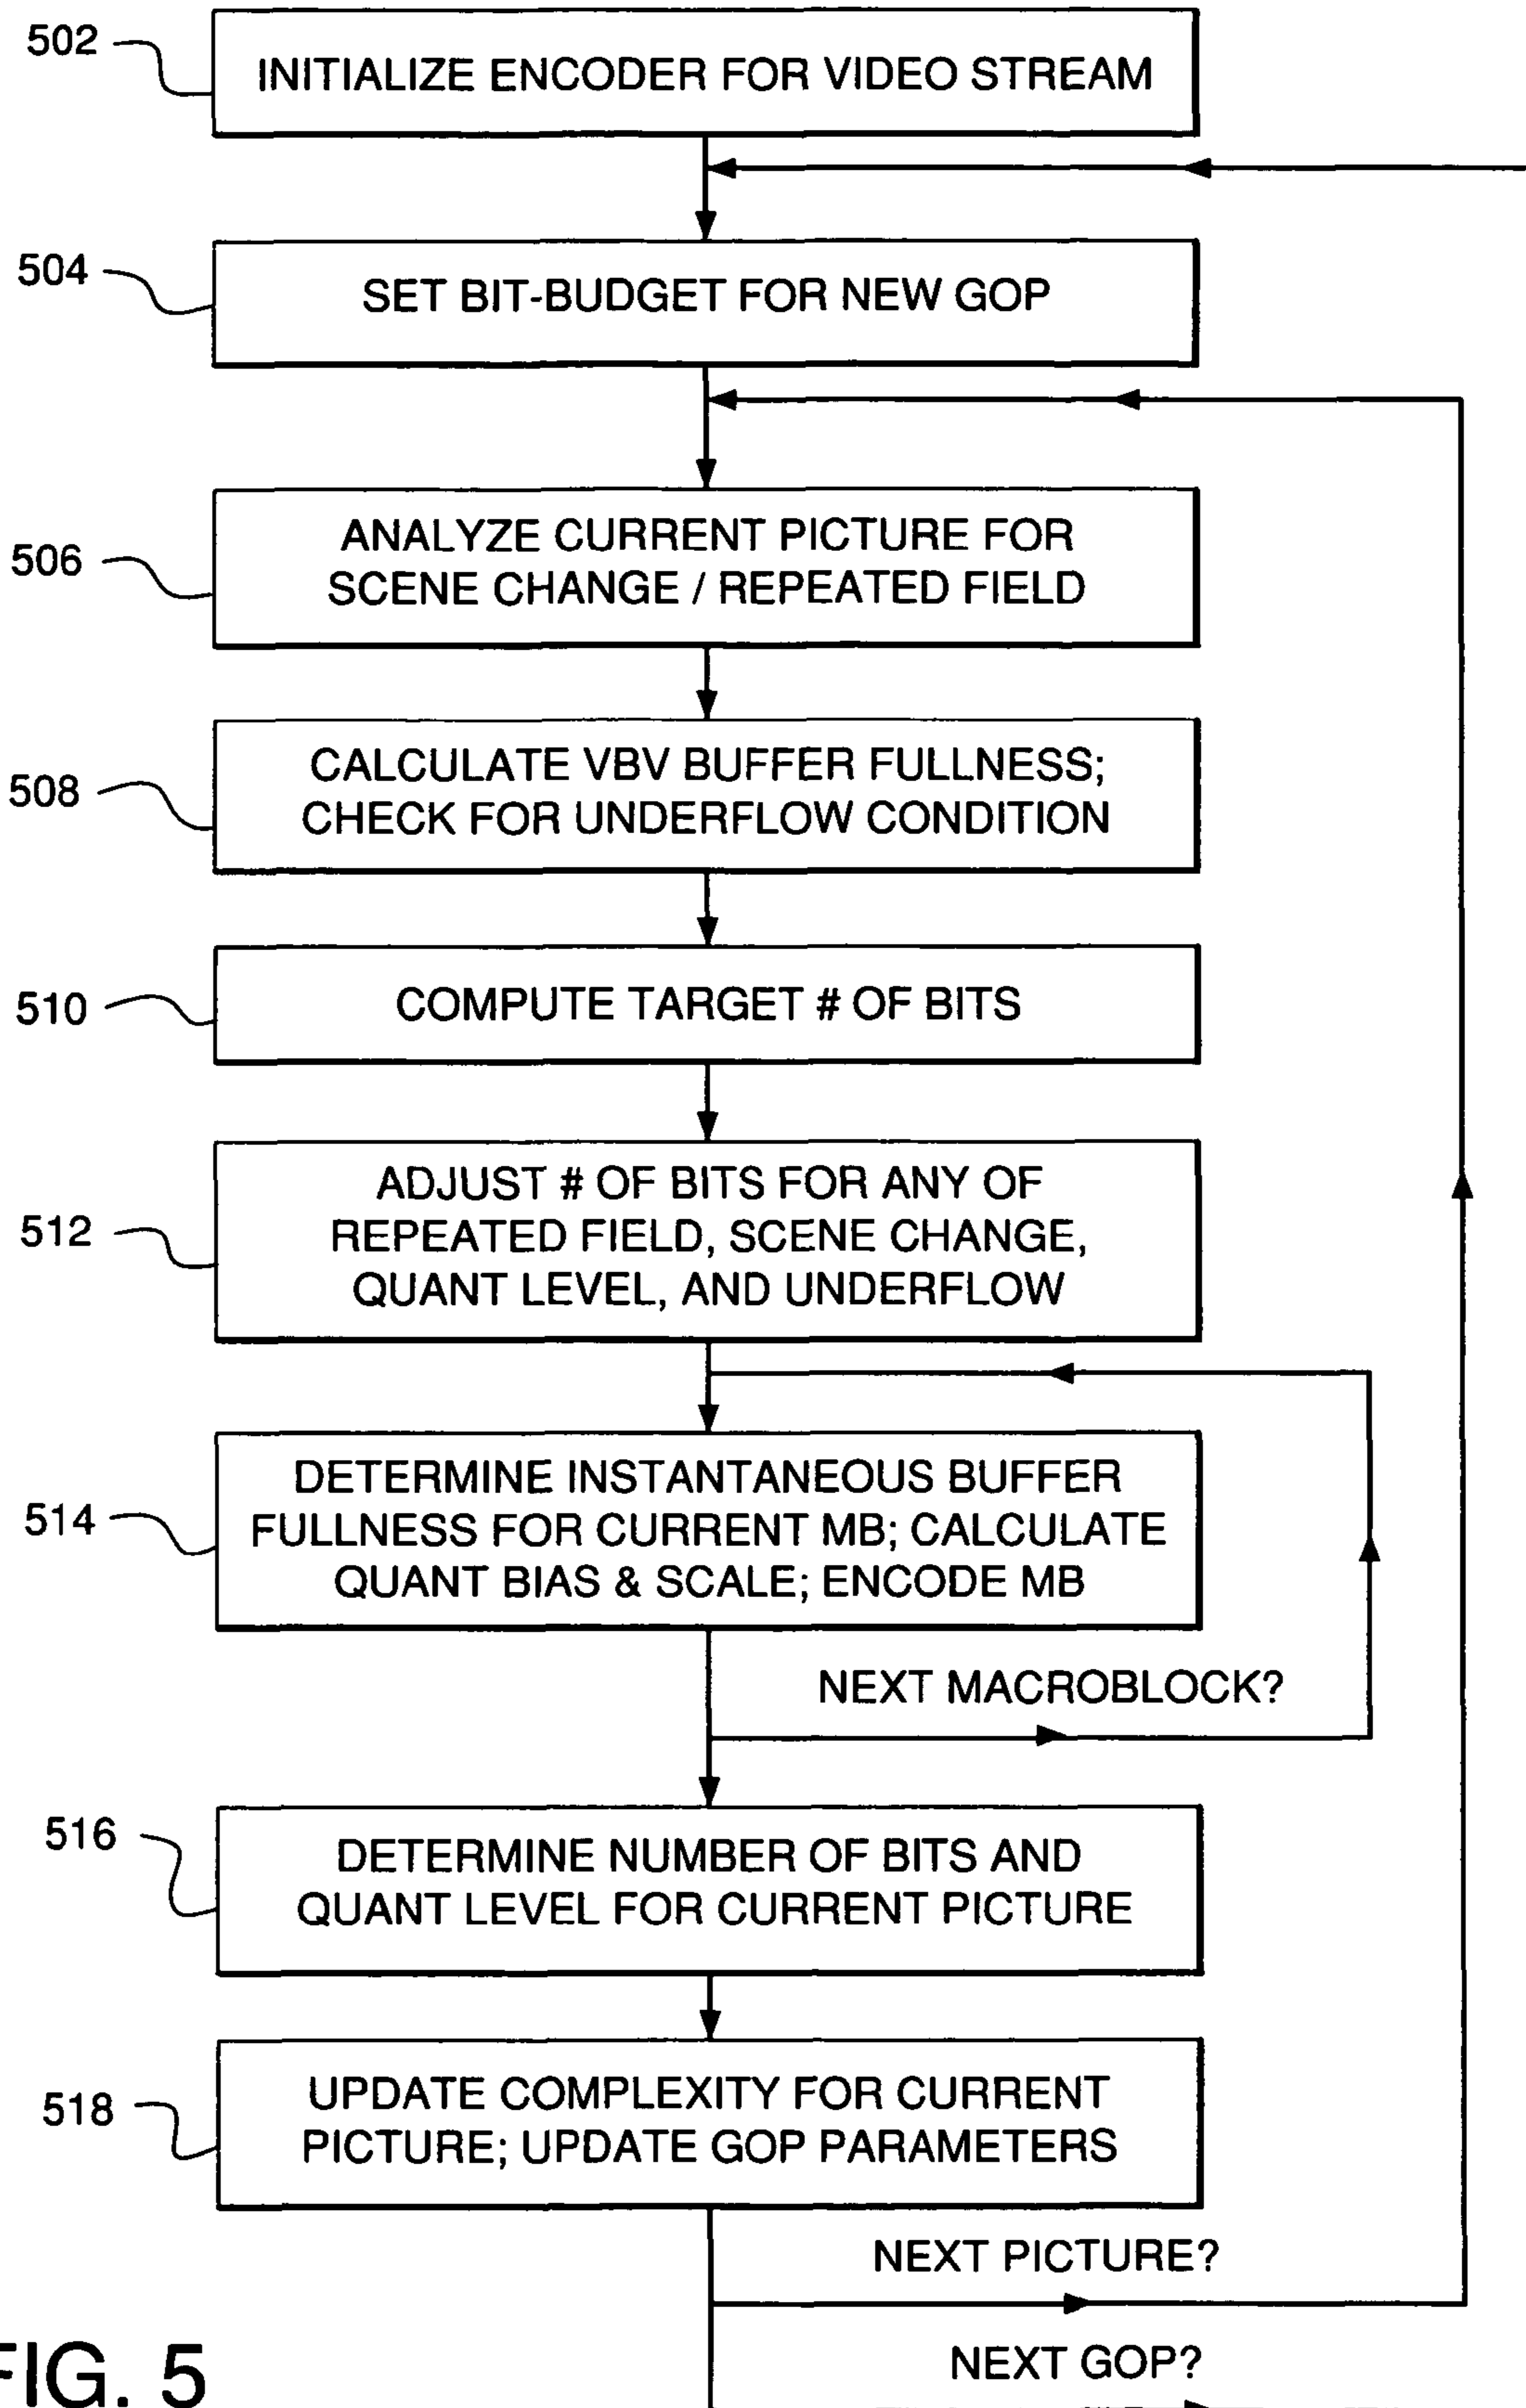 502
INITIALIZE ENCODER FOR VIDEO STREAM
504
SET BIT-BUDGET FOR NEW GOP
506
ANALYZE CURRENT PICTURE FOR
SCENE CHANGE / REPEATED FIELD
508
CALCULATE VBV BUFFER FULLNESS;
CHECK FOR UNDERFLOW CONDITION
510
COMPUTE TARGET # OF BITS
512
ADJUST # OF BITS FOR ANY OF
REPEATED FIELD, SCENE CHANGE,
QUANT LEVEL, AND UNDERFLOW
514
DETERMINE INSTANTANEOUS BUFFER
FULLNESS FOR CURRENT MB; CALCULATE
QUANT BIAS & SCALE; ENCODE MB
NEXT MACROBLOCK?
516
DETERMINE NUMBER OF BITS AND
QUANT LEVEL FOR CURRENT PICTURE
518
UPDATE COMPLEXITY FOR CURRENT
PICTURE; UPDATE GOP PARAMETERS
NEXT PICTURE?
NEXT GOP?
FIG. 5